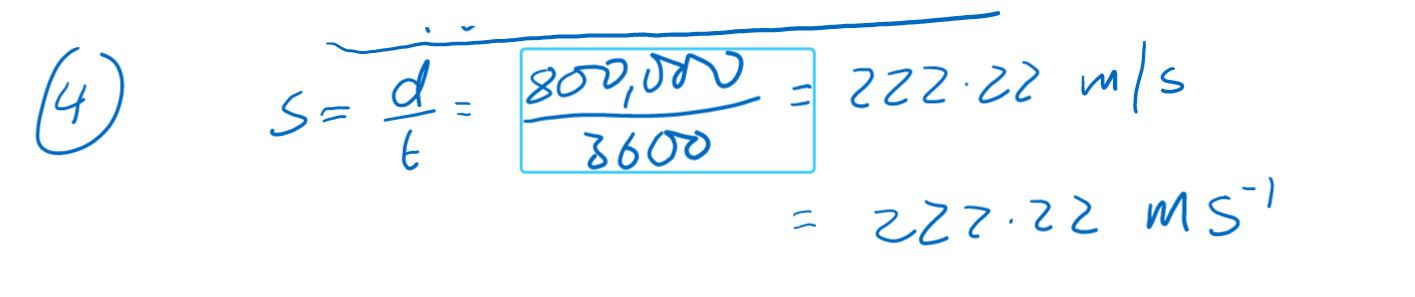 ④ S = d/t = 800,000/3600 = 222.22 m/s
= 222.22 ms⁻¹